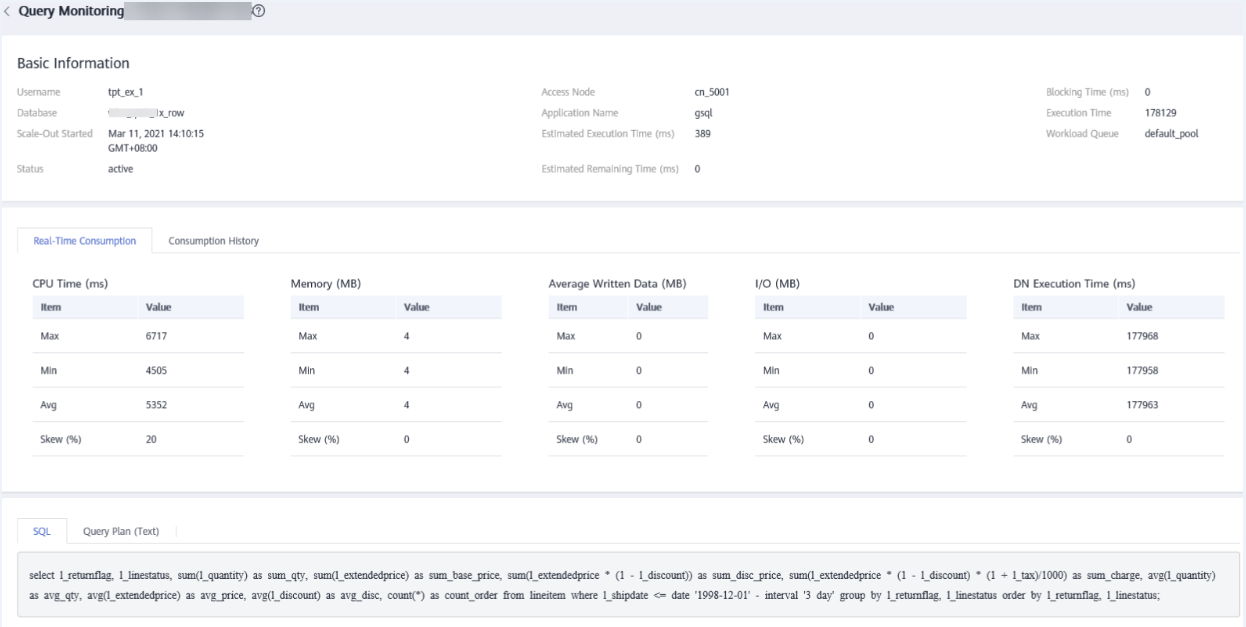 Query Monitoring
Basic Information
Username tpt_ex_1 Access Node cn_5001 Blocking Time (ms) 0
Database x_row Application Name gsql Execution Time 178129
Scale-Out Started Mar 11, 2021 14:10:15 Estimated Execution Time (ms) 389 Workload Queue default_pool
GMT+08:00
Status active Estimated Remaining Time (ms) 0
Real-Time Consumption Consumption History
CPU Time (ms) Memory (MB) Average Written Data (MB) I/O (MB) DN Execution Time (ms)
Item Value Item Value Item Value Item Value Item Value
Max 6717 Max 4 Max 0 Max 0 Max 177968
Min 4505 Min 4 Min 0 Min 0 Min 177958
Avg 5352 Avg 4 Avg 0 Avg 0 Avg 177963
Skew (%) 20 Skew (%) 0 Skew (%) 0 Skew (%) 0 Skew (%) 0
SQL Query Plan (Text)
select l_returnflag, l_linestatus, sum(l_quantity) as sum_qty, sum(l_extendedprice) as sum_base_price, sum(l_extendedprice * (1 - l_discount)) as sum_disc_price, sum(l_extendedprice * (1 - l_discount) * (1 + l_tax)/1000) as sum_charge, avg(l_quantity)
as avg_qty, avg(l_extendedprice) as avg_price, avg(l_discount) as avg_disc, count(*) as count_order from lineitem where l_shipdate <= date '1998-12-01' - interval '3 day' group by l_returnflag, l_linestatus order by l_returnflag, l_linestatus;